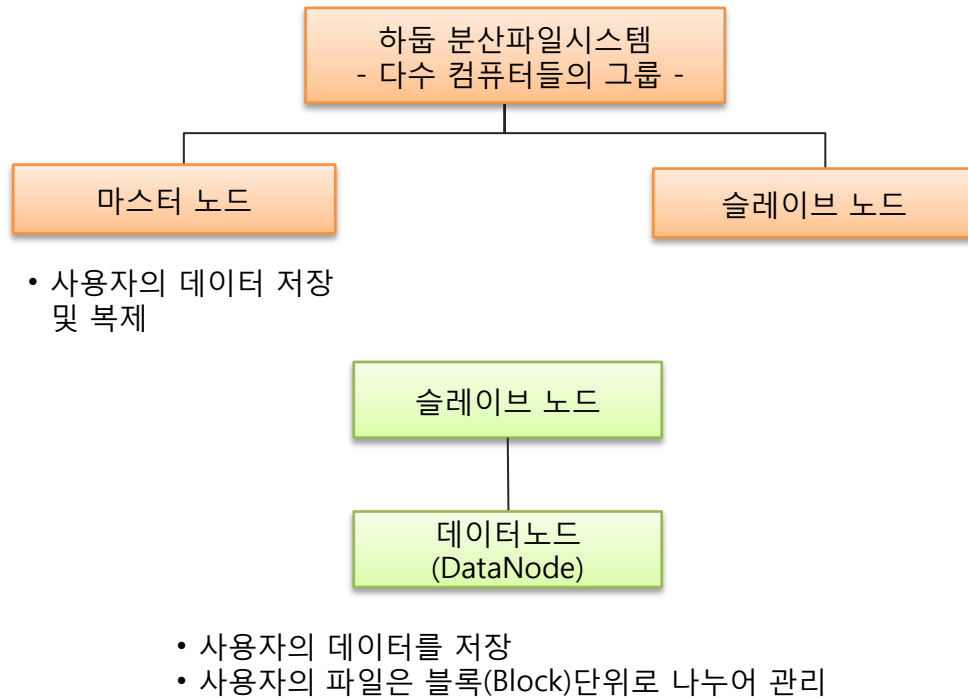 하둡 분산파일시스템
- 다수 컴퓨터들의 그룹 -
마스터 노드
슬레이브 노드
• 사용자의 데이터 저장
및 복제
슬레이브 노드
데이터노드
(DataNode)
• 사용자의 데이터를 저장
• 사용자의 파일은 블록(Block)단위로 나누어 관리